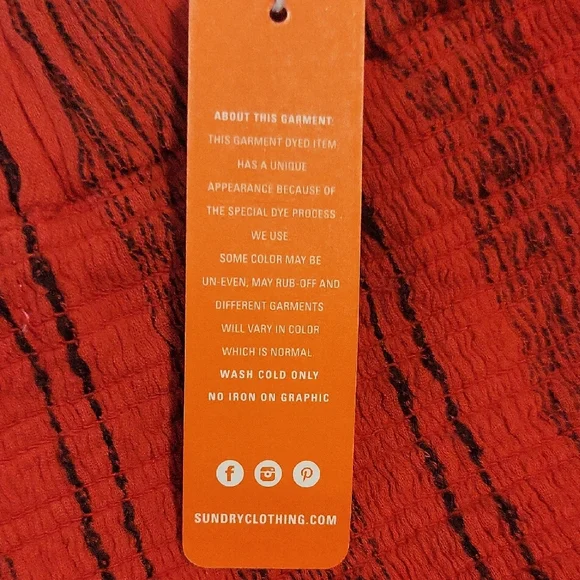 ABOUT THIS GARMENT:
THIS GARMENT DYED ITEM
HAS A UNIQUE
APPEARANCE BECAUSE OF
THE SPECIAL DYE PROCESS
WE USE.
SOME COLOR MAY BE
UN-EVEN, MAY RUB-OFF AND
DIFFERENT GARMENTS
WILL VARY IN COLOR
WHICH IS NORMAL
WASH COLD ONLY
NO IRON ON GRAPHIC
SUNDRYCLOTHING.COM